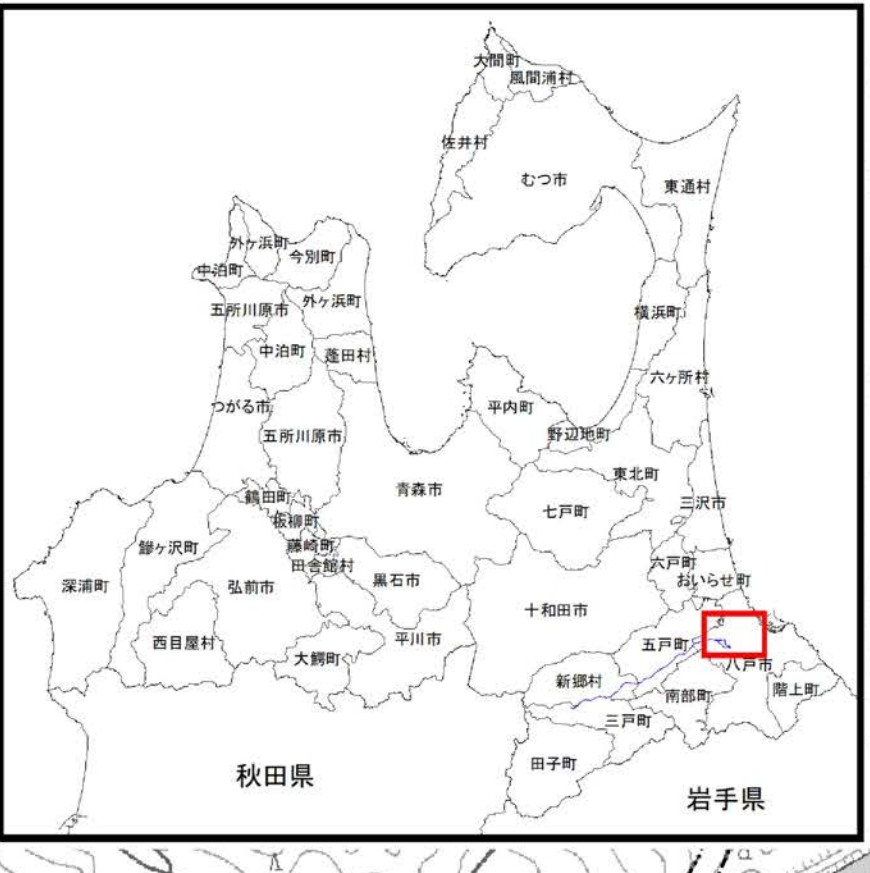 大間町
風間浦村
佐井村
むつ市
東通村
外ヶ浜町
今別町
中泊町
五所川原市
外ヶ浜町
横浜町
中泊町
蓬田村
六ヶ所村
つがる市
平内町
五所川原市
野辺地町
東北町
青森市
鶴田町
七戸町
三沢市
板柳町
鰺ヶ沢町
藤崎町
田舎館村
六戸町
深浦町
弘前市
黒石市
おいらせ町
十和田市
西目屋村
平川市
五戸町
大鰐町
八戸市
新郷村
南部町
階上町
三戸町
田子町
秋田県
岩手県